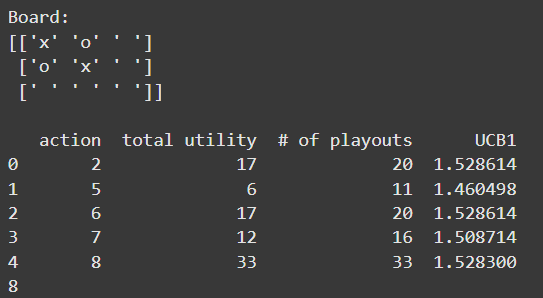 Board:
[['x' 'o' ' ']
 ['o' 'x' ' ']
 [' ' ' ' ' ']]
   action  total utility  # of playouts      UCB1
0       2             17             20  1.528614
1       5              6             11  1.460498
2       6             17             20  1.528614
3       7             12             16  1.508714
4       8             33             33  1.528300
8